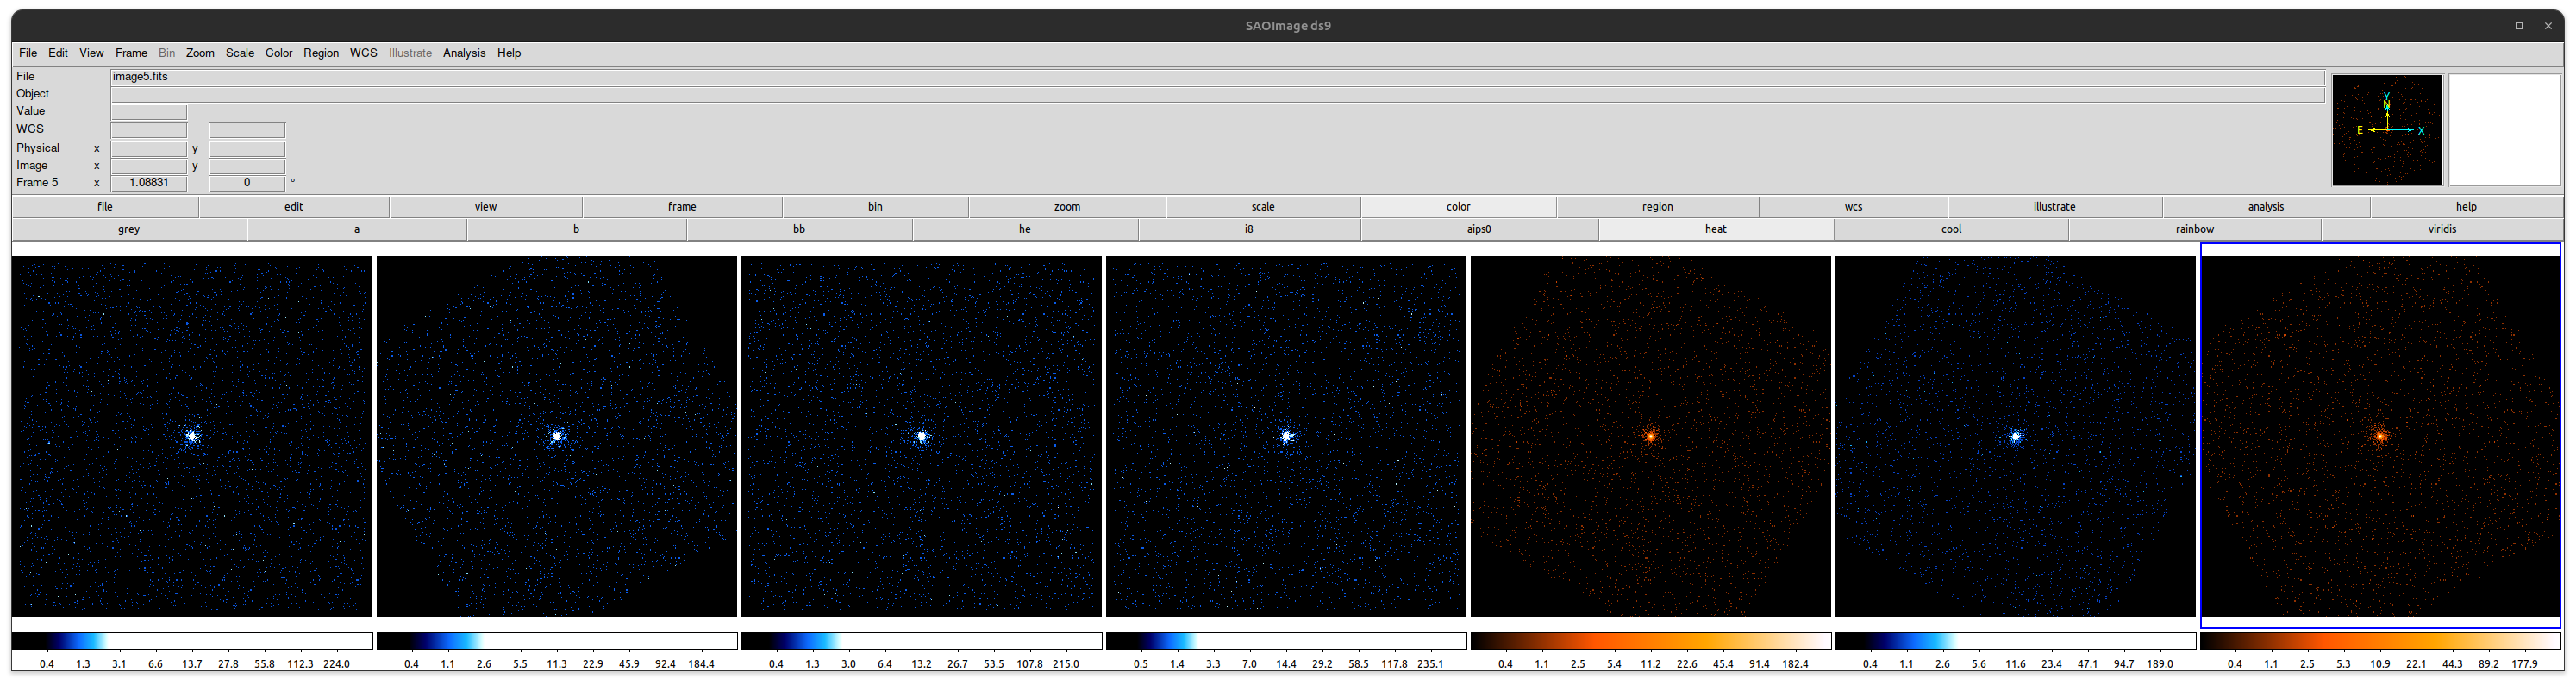 SAOImage ds9
File Edit View Frame Bin Zoom Scale Color Region WCS Illustrate Analysis Help
File image5.fits
Object
Value
WCS
Physical x y
Image x y
Frame 5 x 1.08831 0 °
Y
N
E X
file edit view frame bin zoom scale color region wcs illustrate analysis help
grey a b bb he i8 aips0 heat cool rainbow viridis
0.4 1.3 3.1 6.6 13.7 27.8 55.8 112.3 224.0 0.4 1.1 2.6 5.5 11.3 22.9 45.9 92.4 184.4 0.4 1.3 3.0 6.4 13.2 26.7 53.5 107.8 215.0 0.5 1.4 3.3 7.0 14.4 29.2 58.5 117.8 235.1 0.4 1.1 2.5 5.4 11.2 22.6 45.4 91.4 182.4 0.4 1.1 2.6 5.6 11.6 23.4 47.1 94.7 189.0 0.4 1.1 2.5 5.3 10.9 22.1 44.3 89.2 177.9